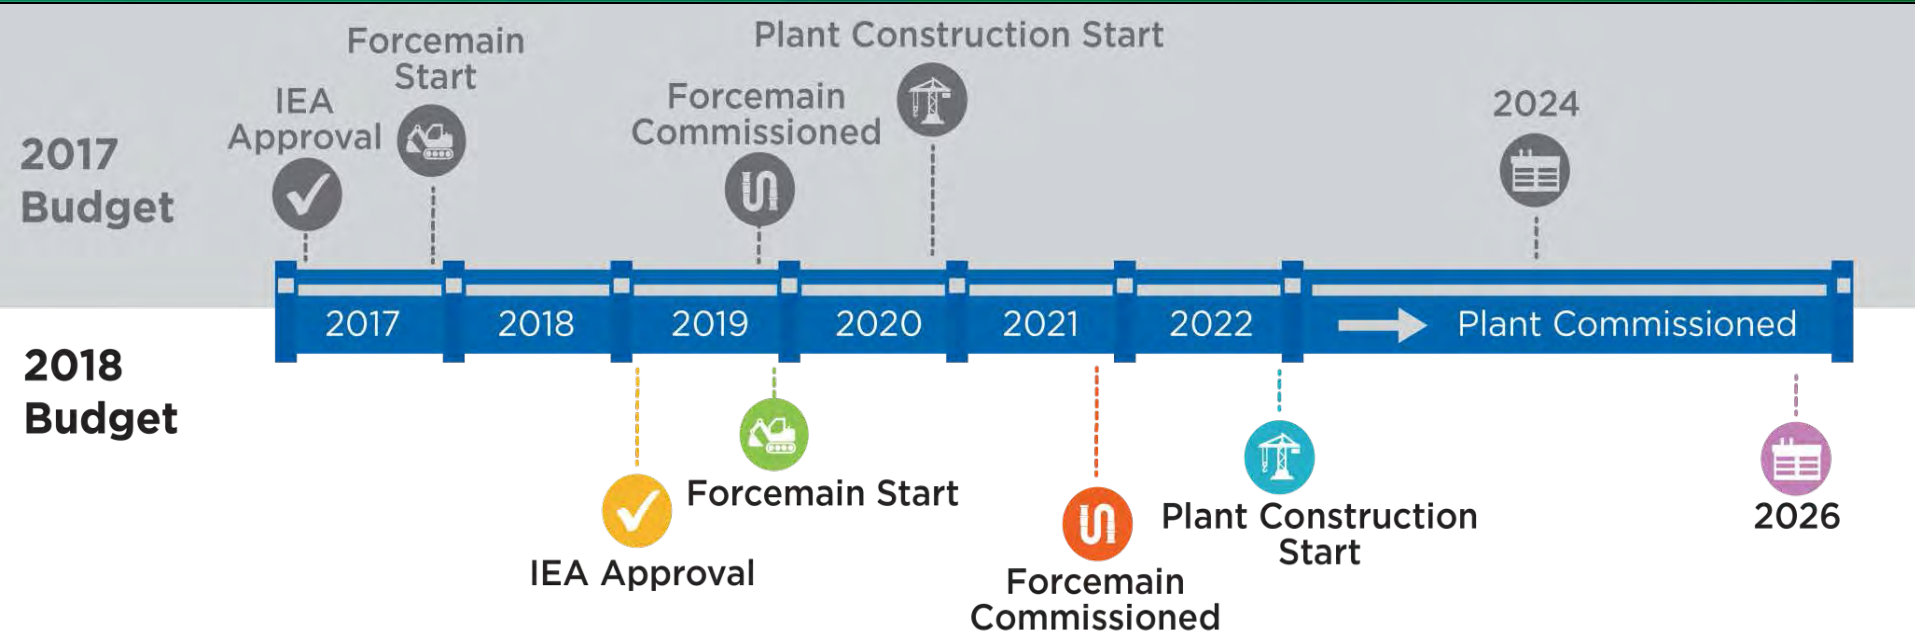 2017
Budget
IEA
Approval
Forcemain
Start
Forcemain
Commissioned
Plant Construction Start
2024
2017
2018
2019
2020
2021
2022
Plant Commissioned
2018
Budget
IEA Approval
Forcemain Start
Forcemain
Commissioned
Plant Construction
Start
2026